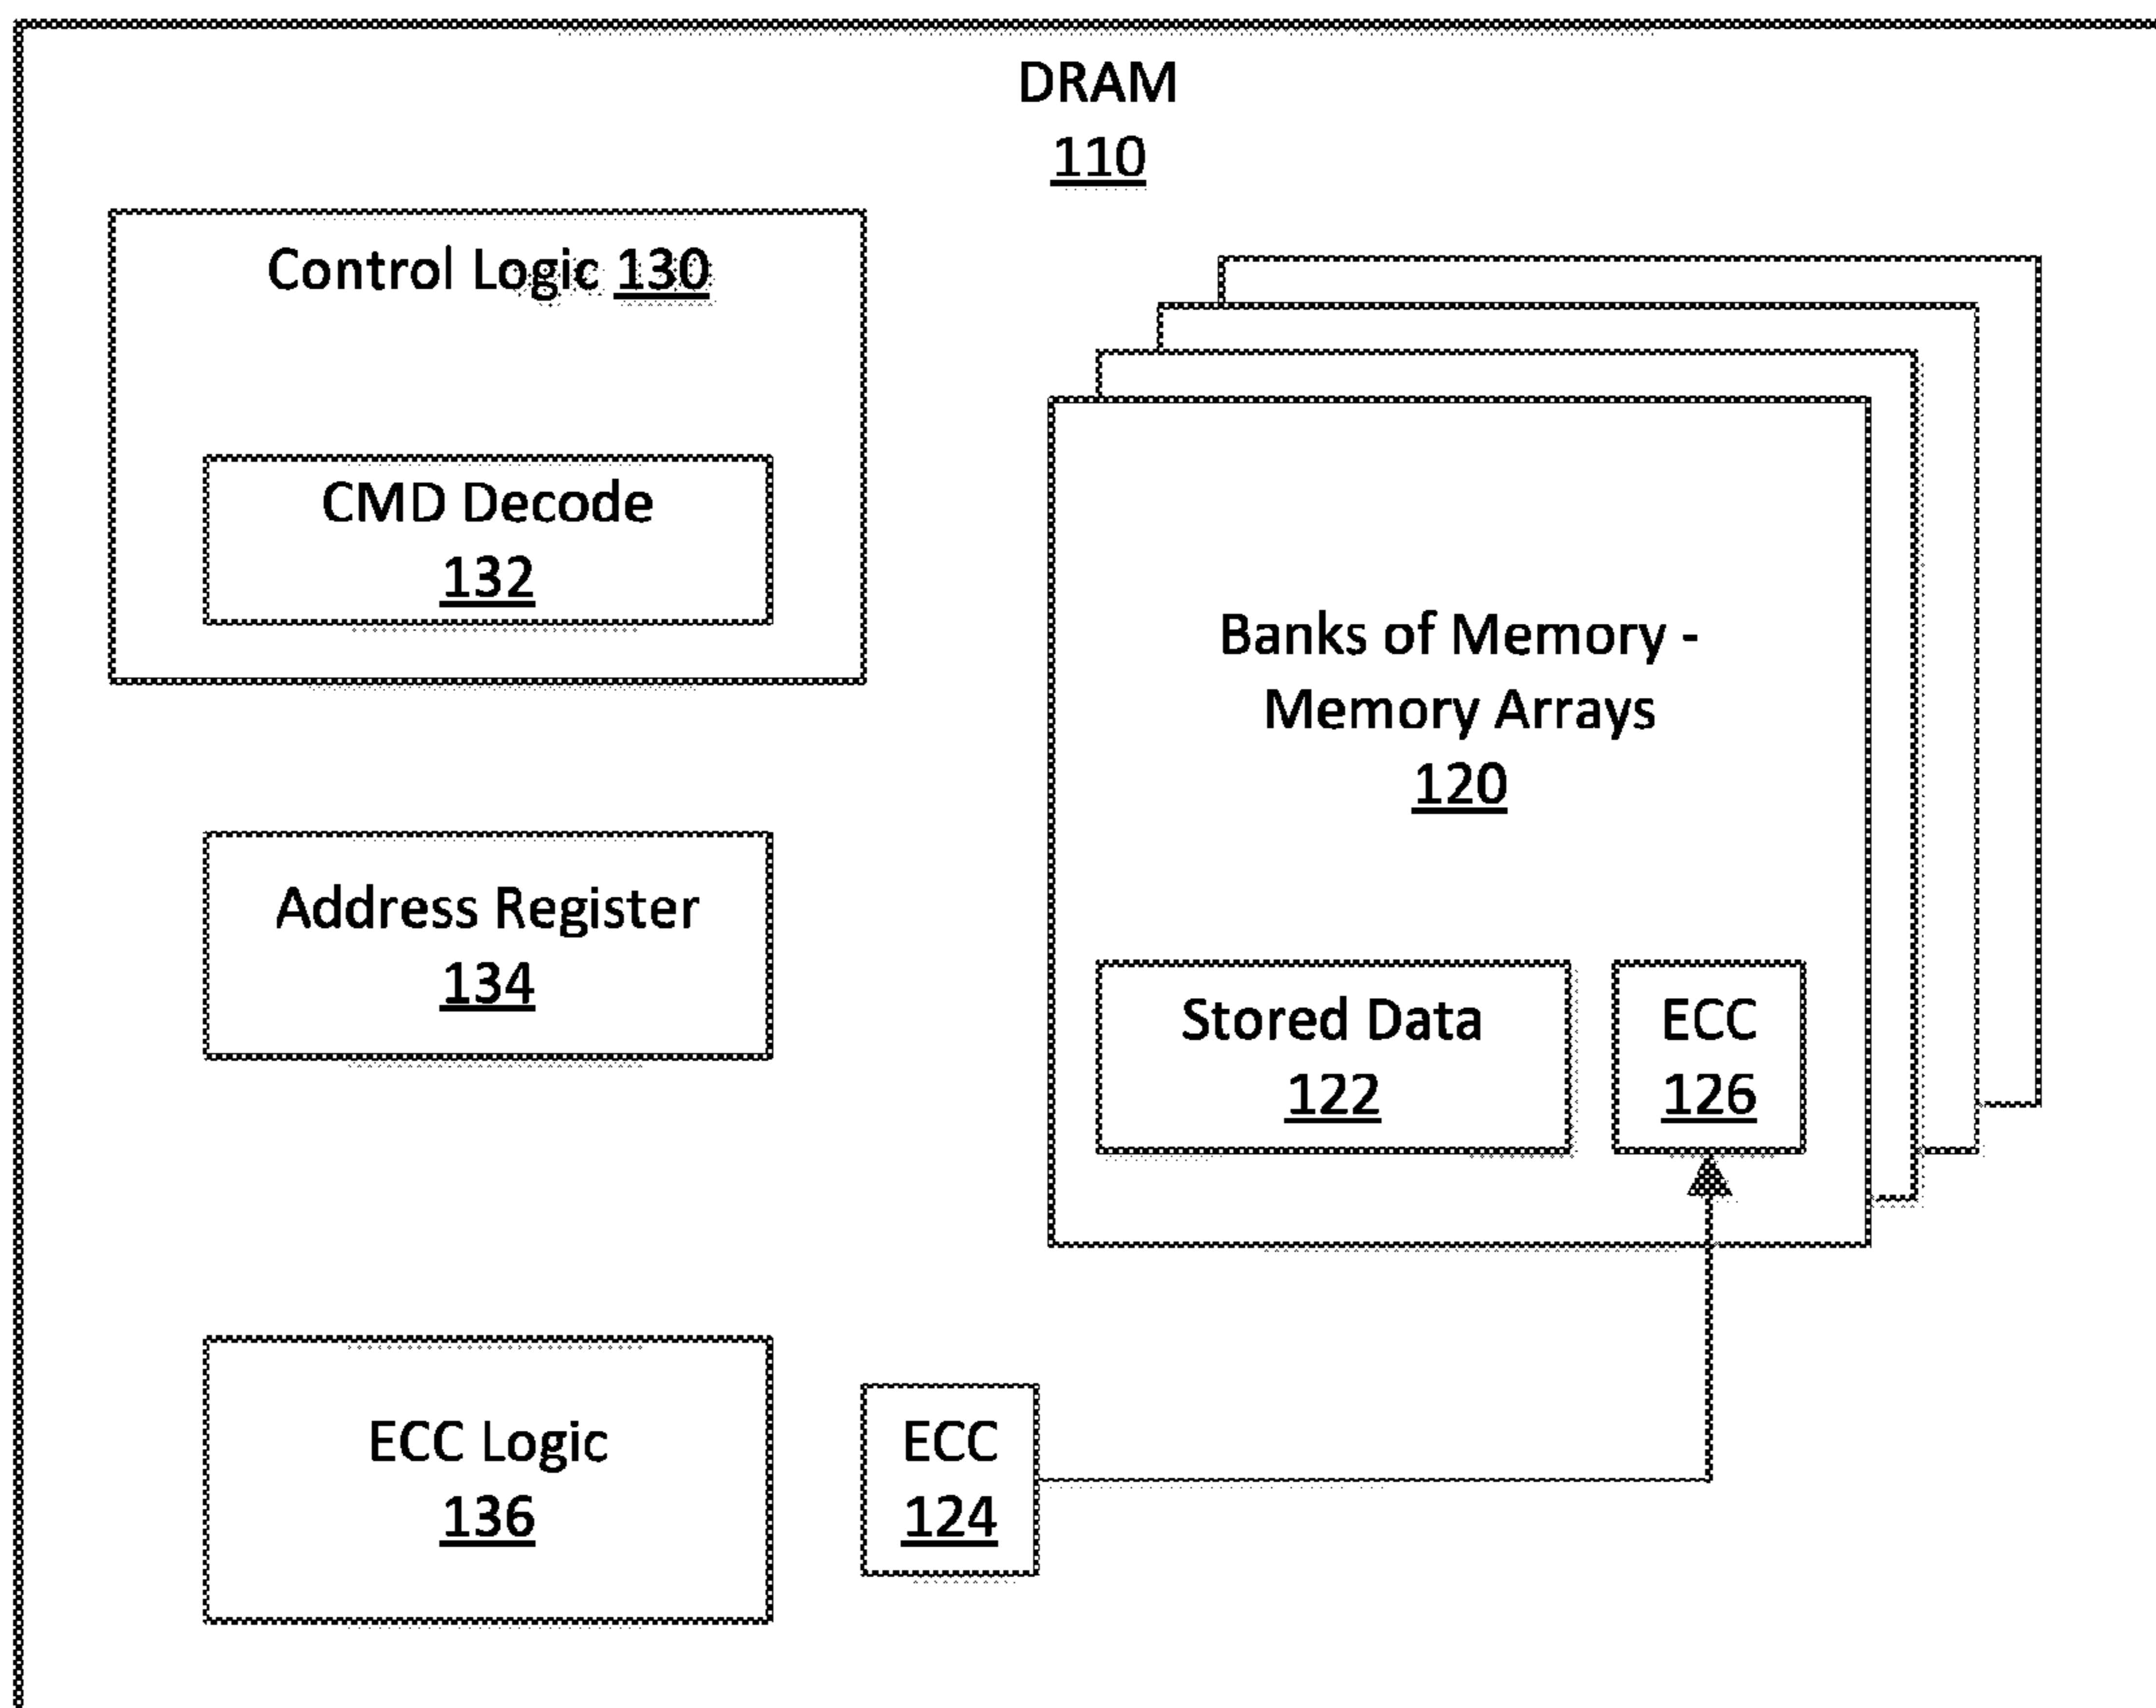 DRAM
110
Control Logic 130
CMD Decode
132
Address Register
134
ECC Logic
136
ECC
124
Banks of Memory -
Memory Arrays
120
Stored Data
122
ECC
126